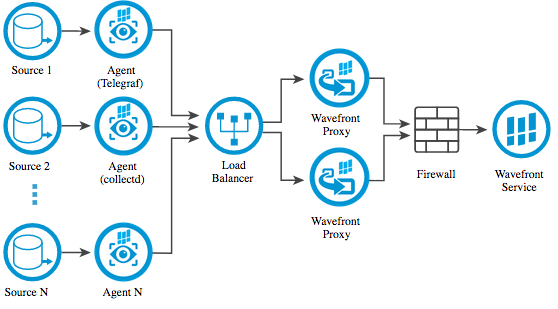 Source 1
Agent
(Telegraf)
Source 2
Agent
(collectd)
Source N
Agent N
Load
Balancer
Wavefront
Proxy
Wavefront
Proxy
Firewall
Wavefront
Service